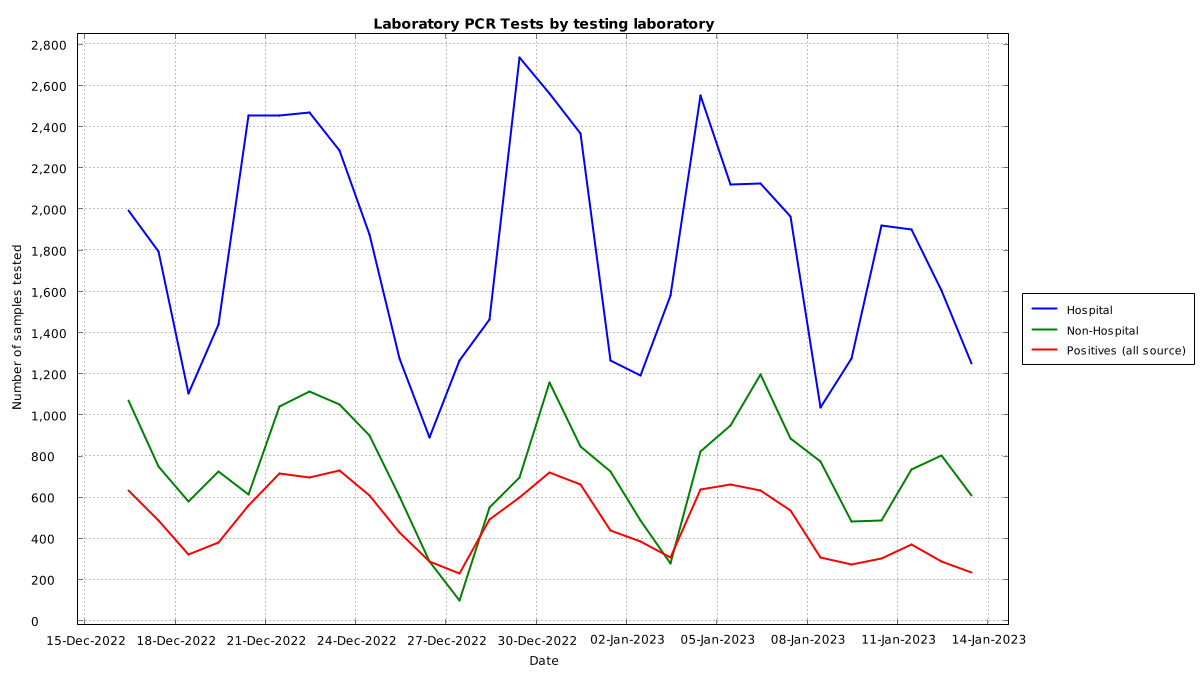 Laboratory PCR Tests by testing laboratory
2,800
2,600
2,400
2,200
2,000
1,800
1,600
1,400
1,200
1,000
800
600
400
200
0
Number of samples tested
15-Dec-2022 18-Dec-2022 21-Dec-2022 24-Dec-2022 27-Dec-2022 30-Dec-2022 02-Jan-2023 05-Jan-2023 08-Jan-2023 11-Jan-2023 14-Jan-2023
Date
Hospital
Non-Hospital
Positives (all source)